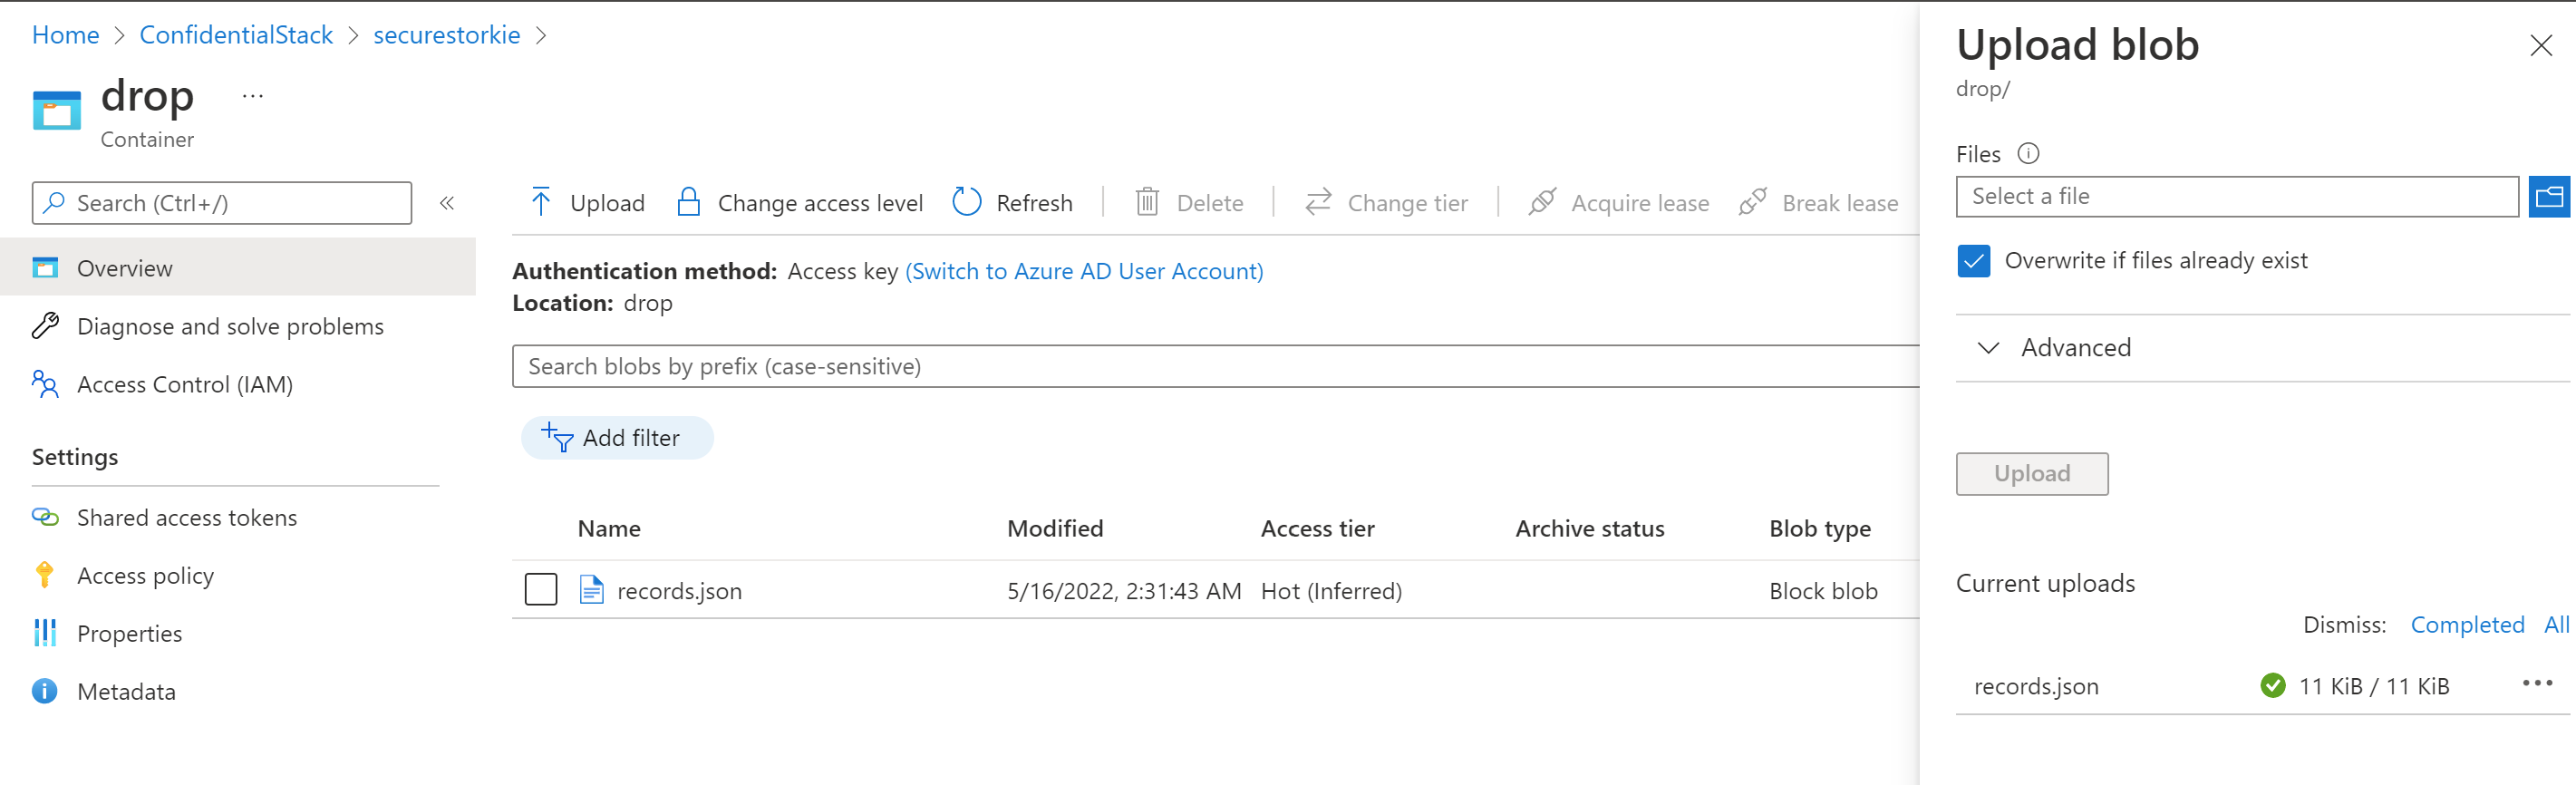 Home > ConfidentialStack > securestorkie >
drop ...
Container
Search (Ctrl+/) «
Overview
Diagnose and solve problems
Access Control (IAM)
Settings
Shared access tokens
Access policy
Properties
Metadata
Upload Change access level Refresh Delete Change tier Acquire lease Break lease
Authentication method: Access key (Switch to Azure AD User Account)
Location: drop
Search blobs by prefix (case-sensitive)
Add filter
Name Modified Access tier Archive status Blob type
records.json 5/16/2022, 2:31:43 AM Hot (Inferred) Block blob
Upload blob
drop/
Files
Select a file
Overwrite if files already exist
Advanced
Upload
Current uploads
Dismiss: Completed All
records.json 11 KiB / 11 KiB ...